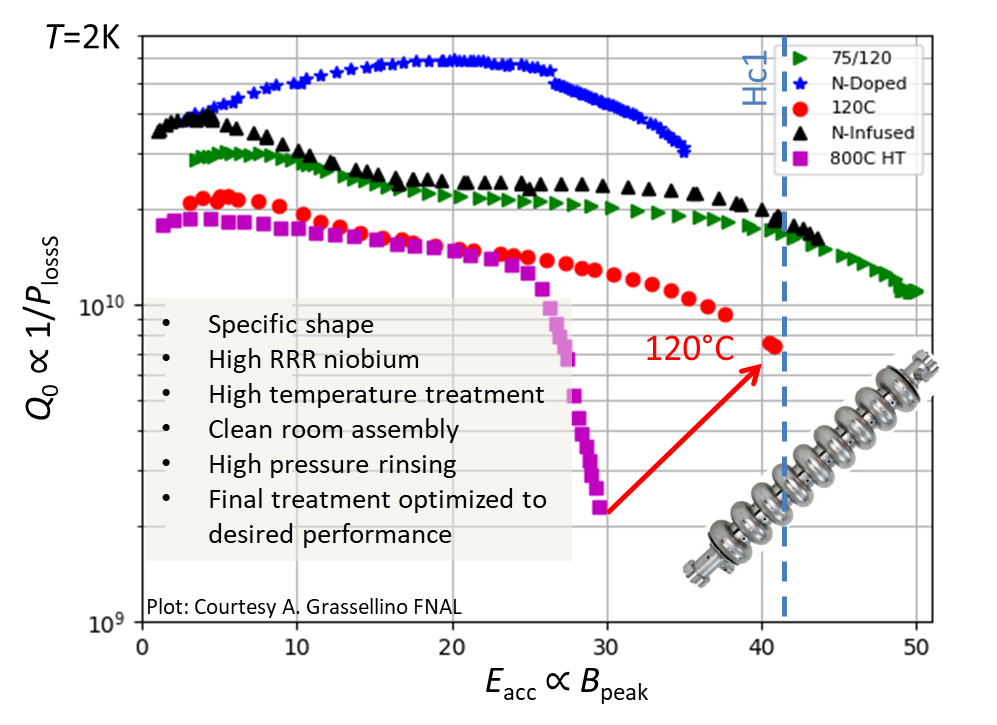 T=2K
Hc1
75/120
N-Doped
120C
N-Infused
800C HT
Q0 ∝ 1/Plosss
10^10
10^9
• Specific shape
• High RRR niobium
• High temperature treatment
• Clean room assembly
• High pressure rinsing
• Final treatment optimized to
desired performance
120°C
Plot: Courtesy A. Grassellino FNAL
0 10 20 30 40 50
Eacc ∝ Bpeak